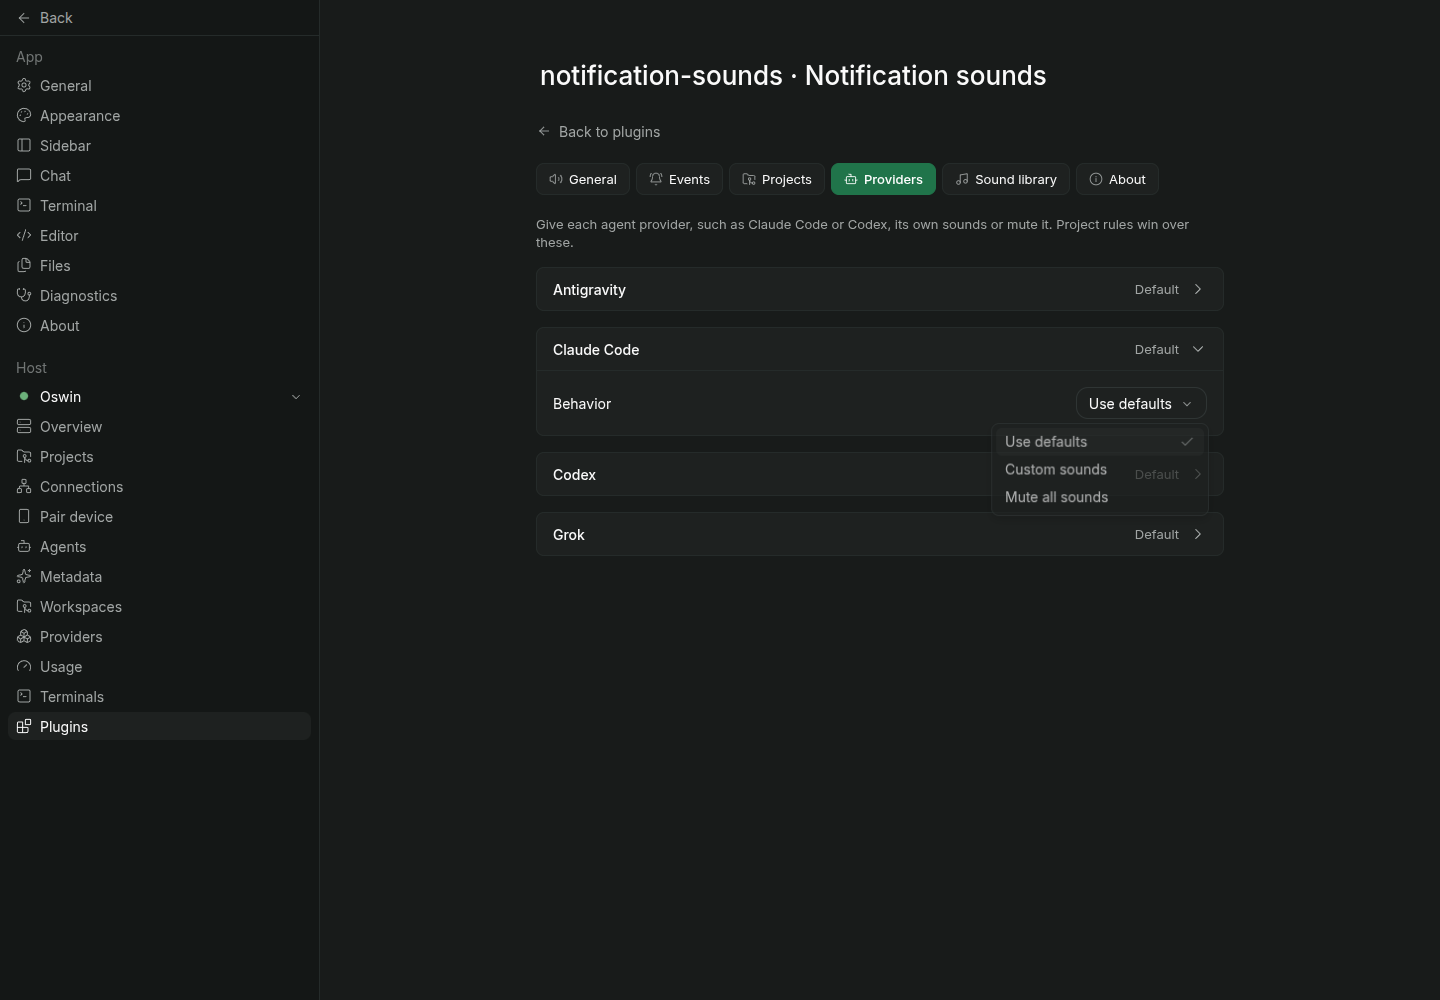 Back
App
General
Appearance
Sidebar
Chat
Terminal
Editor
Files
Diagnostics
About
Host
Oswin
Overview
Projects
Connections
Pair device
Agents
Metadata
Workspaces
Providers
Usage
Terminals
Plugins
notification-sounds · Notification sounds
Back to plugins
General Events Projects Providers Sound library About
Give each agent provider, such as Claude Code or Codex, its own sounds or mute it. Project rules win over
these.
Antigravity Default
Claude Code Default
Behavior Use defaults
Use defaults
Custom sounds
Mute all sounds
Codex Default
Grok Default